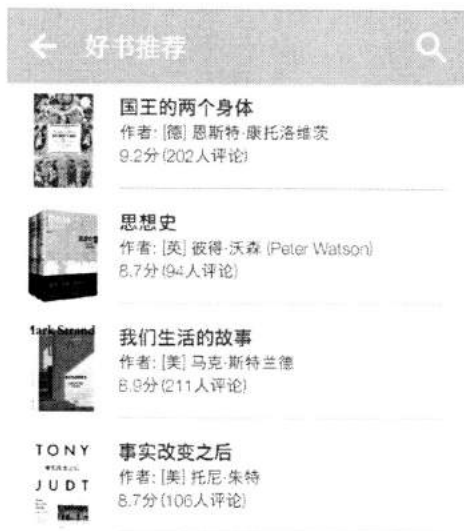 好书推荐
国王的两个身体
作者: [德] 恩斯特·康托洛维茨
9.2分(202人评论)
思想史
作者: [英] 彼得·沃森 (Peter Watson)
8.7分(94人评论)
Mark Strand
我们生活的故事
作者: [美] 马克·斯特兰德
8.9分(211人评论)
TONY
JUDT
事实改变之后
作者: [美] 托尼·朱特
8.7分(106人评论)